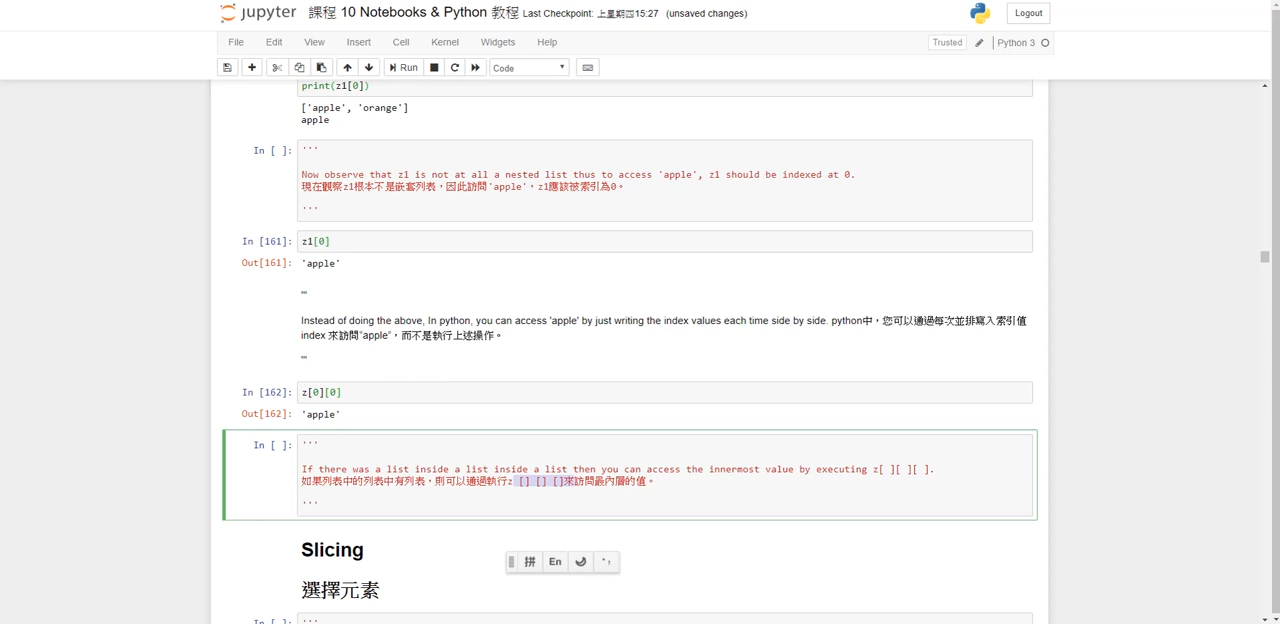 jupyter 課程 10 Notebooks & Python 教程 Last Checkpoint: 上星期四15:27 (unsaved changes) Logout
File Edit View Insert Cell Kernel Widgets Help Trusted Python 3
Run Code
print(z1[0])
['apple', 'orange']
apple
In [ ]: '''
Now observe that z1 is not at all a nested list thus to access 'apple', z1 should be indexed at 0.
現在觀察z1根本不是嵌套列表，因此訪問'apple'，z1應該被索引為0。
'''
In [161]: z1[0]
Out[161]: 'apple'
'''
Instead of doing the above, In python, you can access 'apple' by just writing the index values each time side by side. python中，您可以通過每次並排寫入索引值
index 來訪問"apple"，而不是執行上述操作。
'''
In [162]: z[0][0]
Out[162]: 'apple'
In [ ]: '''
If there was a list inside a list inside a list then you can access the innermost value by executing z[ ][ ][ ].
如果列表中的列表中有列表，則可以通過執行z [] [] []來訪問最內層的值。
'''
Slicing
拼 En
選擇元素
In [ ]: '''